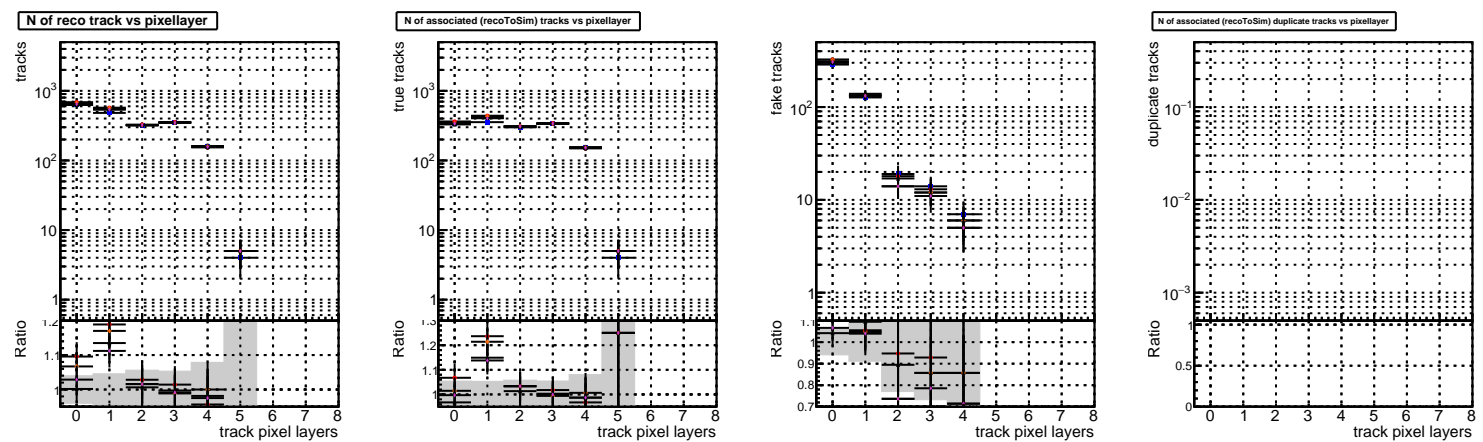 N of reco track vs pixellayer
tracks
10³
10²
10
1
Ratio
1.2
1.1
1
0 1 2 3 4 5 6 7 8
track pixel layers
N of associated (recoToSim) tracks vs pixellayer
true tracks
10³
10²
10
1
Ratio
1.3
1.2
1.1
1
0 1 2 3 4 5 6 7 8
track pixel layers
fake tracks
10²
10
1
Ratio
1.1
1
0.9
0.8
0.7
0 1 2 3 4 5 6 7 8
track pixel layers
N of associated (recoToSim) duplicate tracks vs pixellayer
duplicate tracks
10⁻¹
10⁻²
10⁻³
Ratio
1
0.5
0
0 1 2 3 4 5 6 7 8
track pixel layers